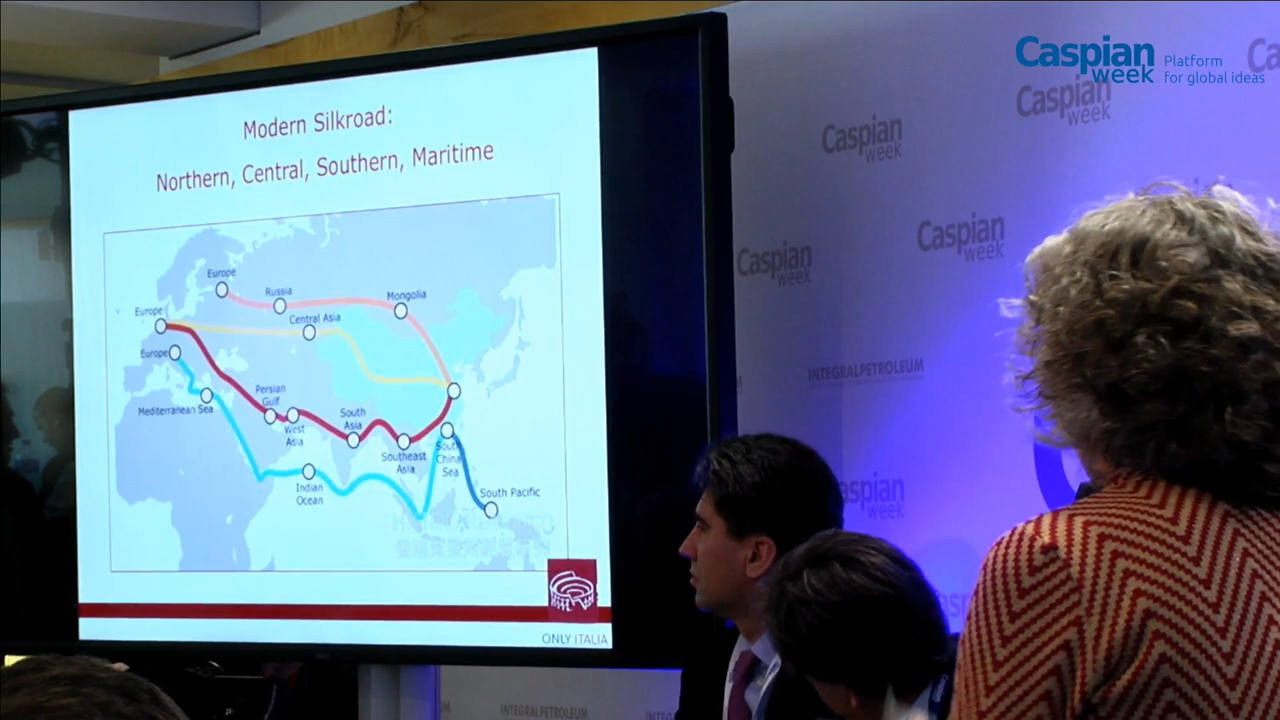 Modern Silkroad:
Northern, Central, Southern, Maritime
Europe
Russia
Mongolia
Europe
Central Asia
Europe
Mediterranean Sea
Persian
Gulf
West
Asia
South
Asia
Southeast
Asia
South
China
Sea
Indian
Ocean
South Pacific
ONLY ITALIA
Caspian
week
Platform
for global ideas
Caspian
week
Caspian
week
Caspian
week
Caspian
week
INTEGRALPETROLEUM
Caspian
week
INTEGRALPETROLEUM